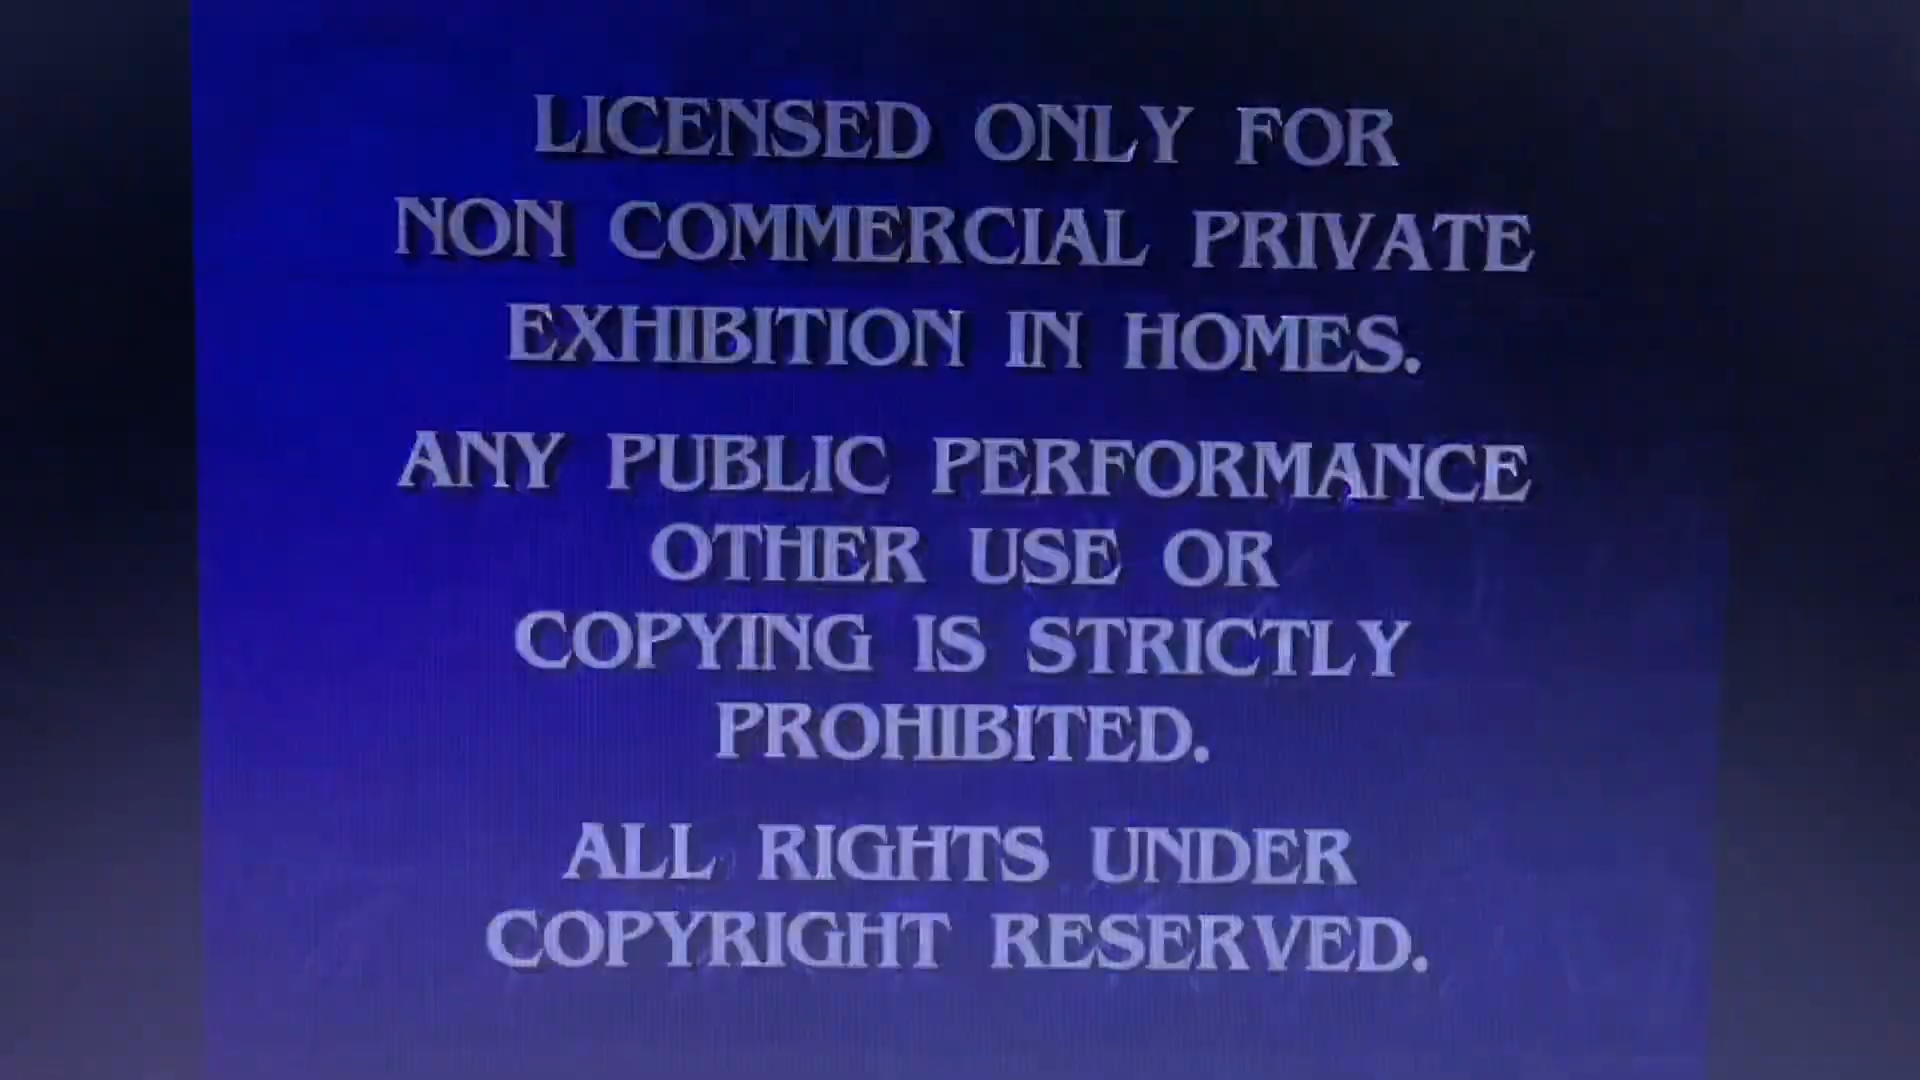 LICENSED ONLY FOR
NON COMMERCIAL PRIVATE
EXHIBITION IN HOMES.
ANY PUBLIC PERFORMANCE
OTHER USE OR
COPYING IS STRICTLY
PROHIBITED.
ALL RIGHTS UNDER
COPYRIGHT RESERVED.